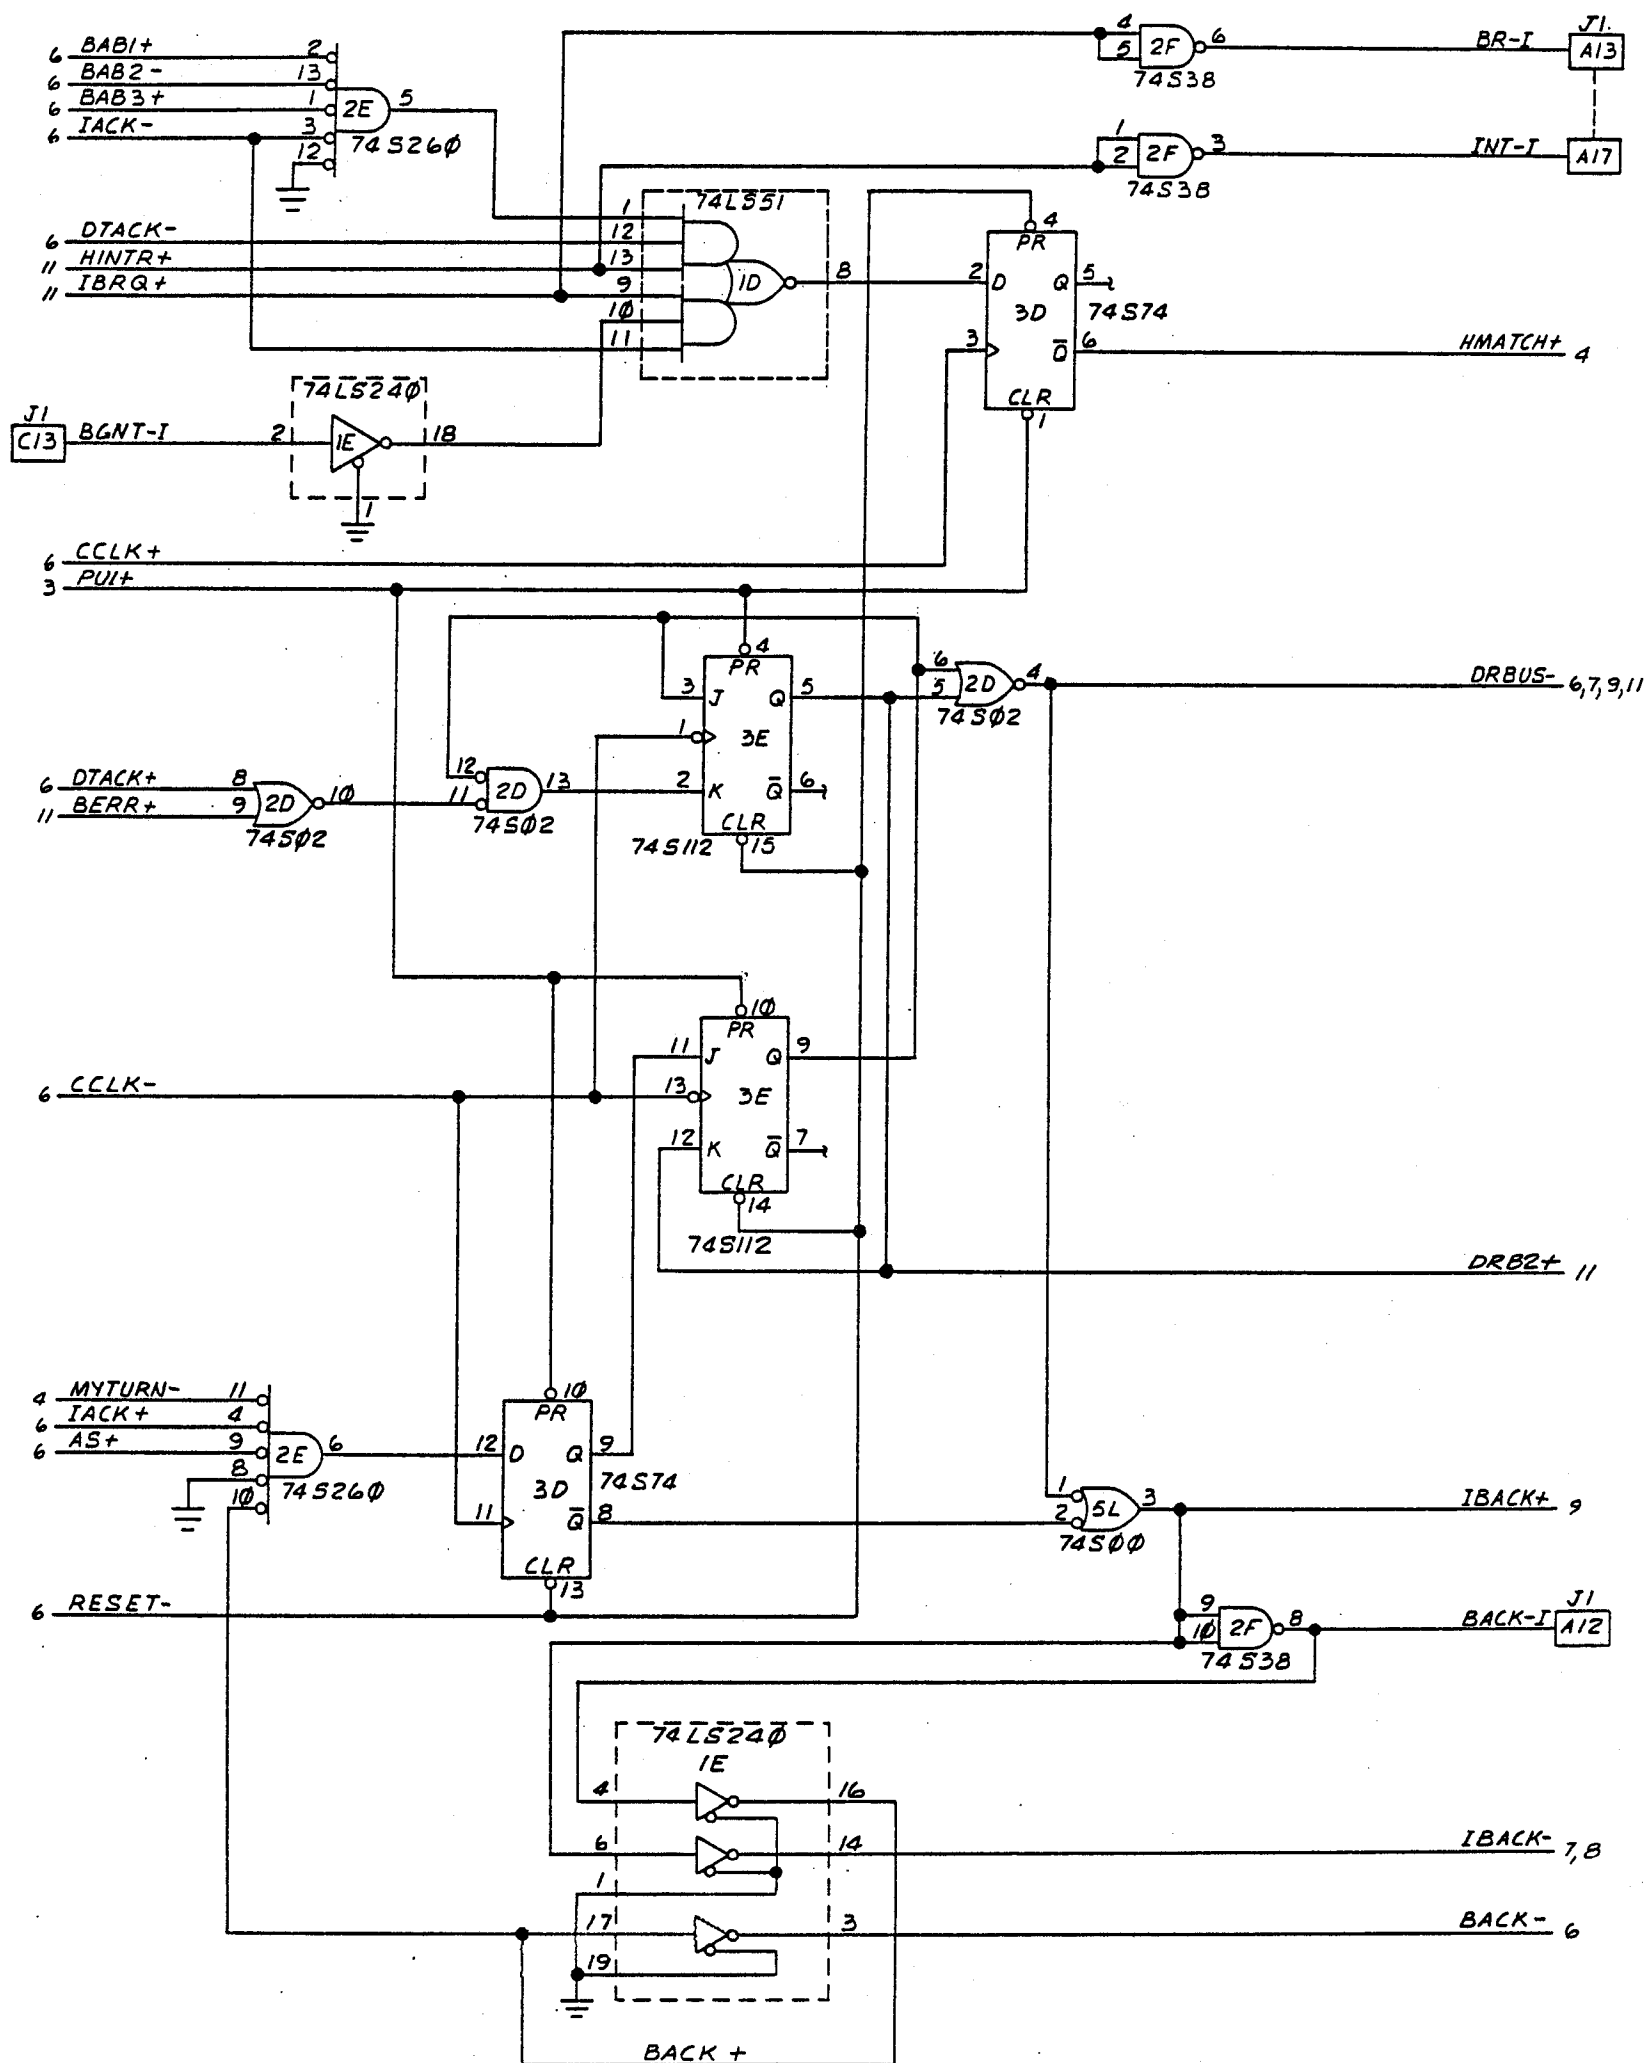 6 BAB1+ 2
6 BAB2- 13
6 BAB3+ 1
6 IACK- 3
12
2E 5
74S26Ø
4
5 2F 6 BR-I J1 A13
74S38
1
2 2F 3 INT-I A17
74S38
74LS51
6 DTACK- 12
11 HINTR+ 13
11 IBRQ+ 9
1
1Ø
11
1D 8
4
PR
2 D Q 5
3D 74S74
3 Q̅ 6 HMATCH+ 4
CLR
1
74LS24Ø
J1
C13 BGNT-I 2 1E 18
1
6 CCLK+
3 PU1+
4
PR
3 J Q 5
1 3E
2 K Q̅ 6
CLR
74S112 15
6
5 2D 4 DRBUS- 6,7,9,11
74SØ2
6 DTACK+ 8
11 BERR+ 9
2D 1Ø
74SØ2
12
11 2D 13
74SØ2
1Ø
PR
11 J Q 9
6 CCLK- 13 3E
12 K Q̅ 7
CLR
14
74S112
DRB2+ 11
4 MYTURN- 11
6 IACK+ 4
6 AS+ 9
8
1Ø
2E 6
74S26Ø
1Ø
PR
12 D Q 9
3D 74S74
11 Q̅ 8
CLR
13
1
2 5L 3 IBACK+ 9
74SØØ
6 RESET-
9
1Ø 2F 8 BACK-I J1 A12
74S38
74LS24Ø
1E
4 16
6 14 IBACK- 7,8
1
17 3 BACK- 6
19
BACK +